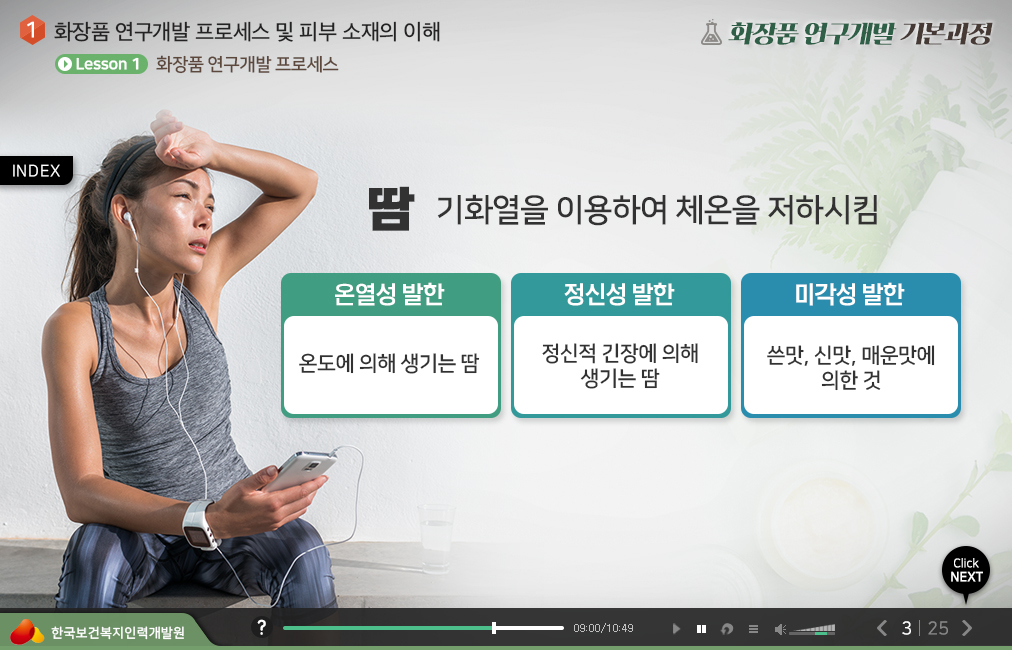 1 화장품 연구개발 프로세스 및 피부 소재의 이해
화장품 연구개발 기본과정
Lesson 1 화장품 연구개발 프로세스
INDEX
땀 기화열을 이용하여 체온을 저하시킴
온열성 발한
온도에 의해 생기는 땀
정신성 발한
정신적 긴장에 의해
생기는 땀
미각성 발한
쓴맛, 신맛, 매운맛에
의한 것
Click
NEXT
한국보건복지인력개발원
?
09:00/10:49
3 | 25